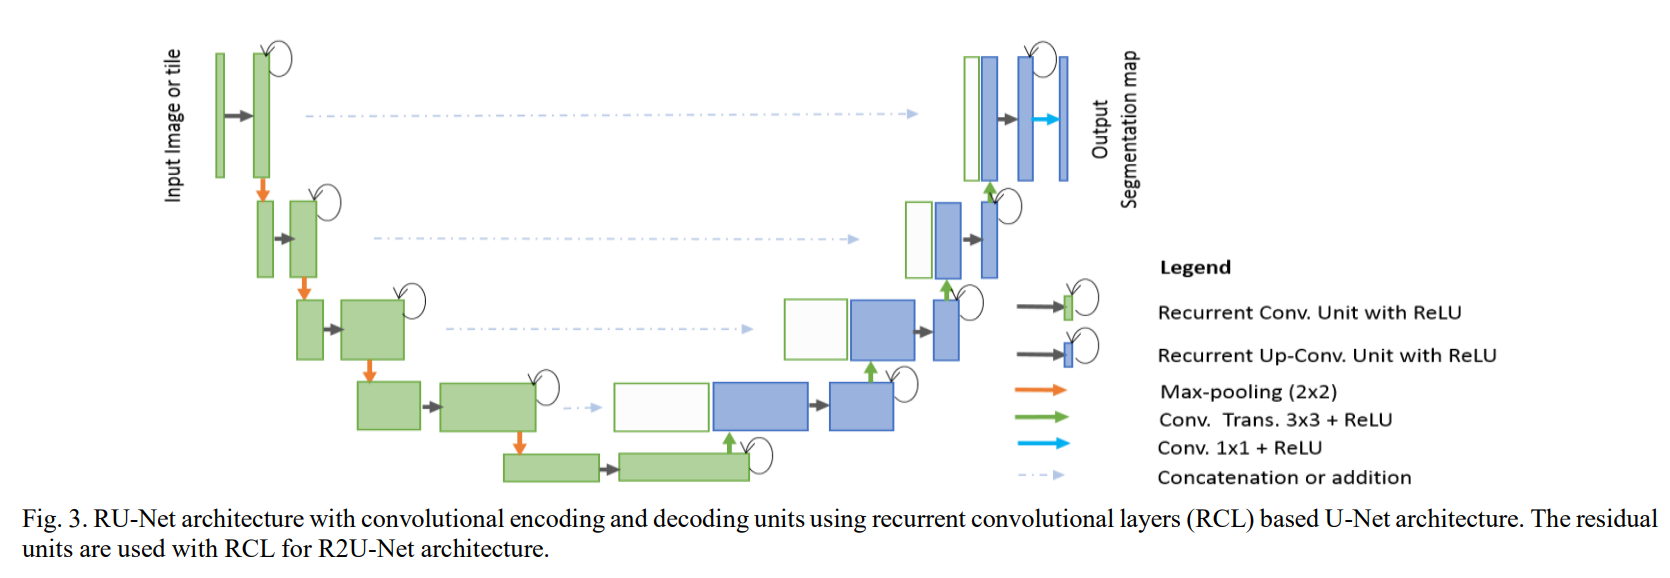 Input Image or tile
Output
Segmentation map
Legend
Recurrent Conv. Unit with ReLU
Recurrent Up-Conv. Unit with ReLU
Max-pooling (2x2)
Conv. Trans. 3x3 + ReLU
Conv. 1x1 + ReLU
Concatenation or addition
Fig. 3. RU-Net architecture with convolutional encoding and decoding units using recurrent convolutional layers (RCL) based U-Net architecture. The residual
units are used with RCL for R2U-Net architecture.